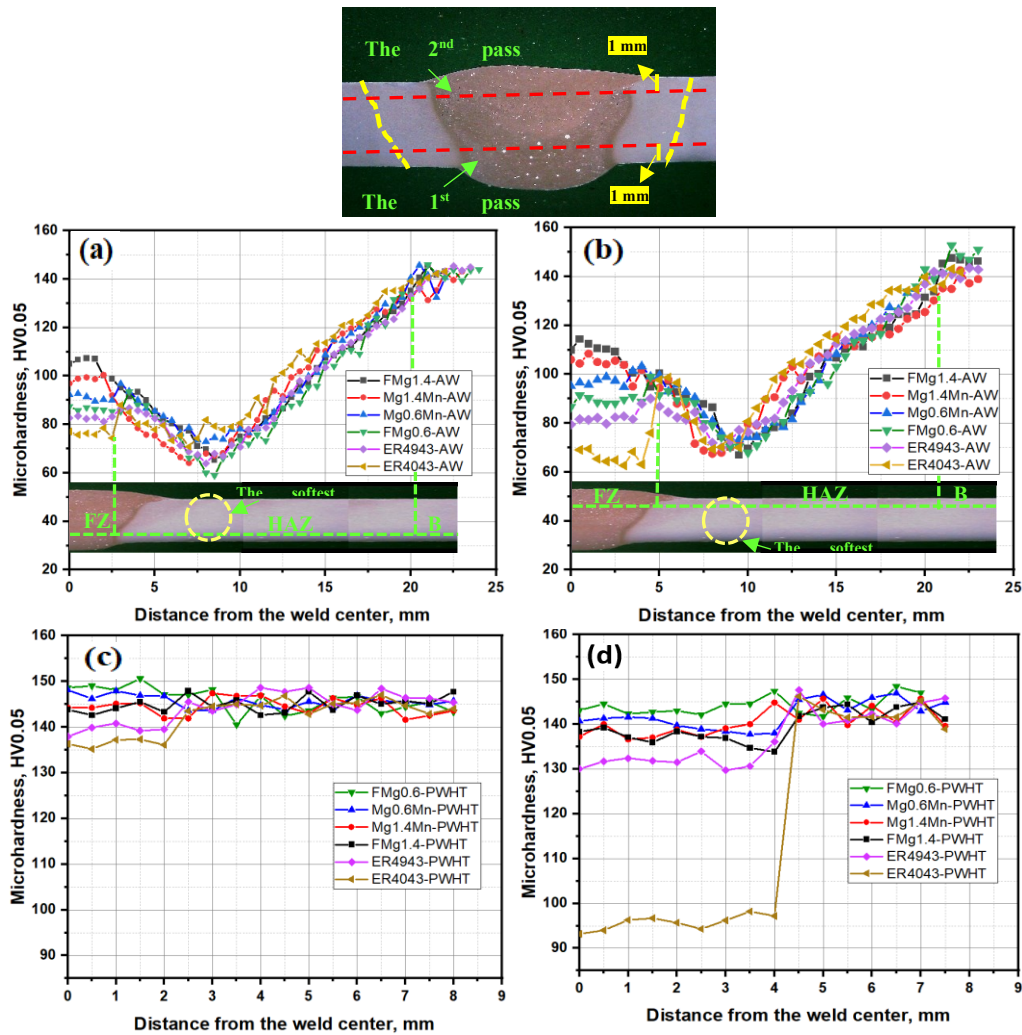 The 2nd pass
1 mm
The 1st pass
1 mm
(a)
Microhardness, HV0.05
160
140
120
100
80
60
40
20
FMg1.4-AW
Mg1.4Mn-AW
Mg0.6Mn-AW
FMg0.6-AW
ER4943-AW
ER4043-AW
The softest
FZ
HAZ
B
0 5 10 15 20 25
Distance from the weld center, mm
(b)
Microhardness, HV0.05
160
140
120
100
80
60
40
20
FMg1.4-AW
Mg1.4Mn-AW
Mg0.6Mn-AW
FMg0.6-AW
ER4943-AW
ER4043-AW
FZ
HAZ
B
The softest
0 5 10 15 20 25
Distance from the weld center, mm
(c)
Microhardness, HV0.05
160
150
140
130
120
110
100
90
FMg0.6-PWHT
Mg0.6Mn-PWHT
Mg1.4Mn-PWHT
FMg1.4-PWHT
ER4943-PWHT
ER4043-PWHT
0 1 2 3 4 5 6 7 8 9
Distance from the weld center, mm
(d)
Microhardness, HV0.05
160
150
140
130
120
110
100
90
FMg0.6-PWHT
Mg0.6Mn-PWHT
Mg1.4Mn-PWHT
FMg1.4-PWHT
ER4943-PWHT
ER4043-PWHT
0 1 2 3 4 5 6 7 8 9
Distance from the weld center, mm